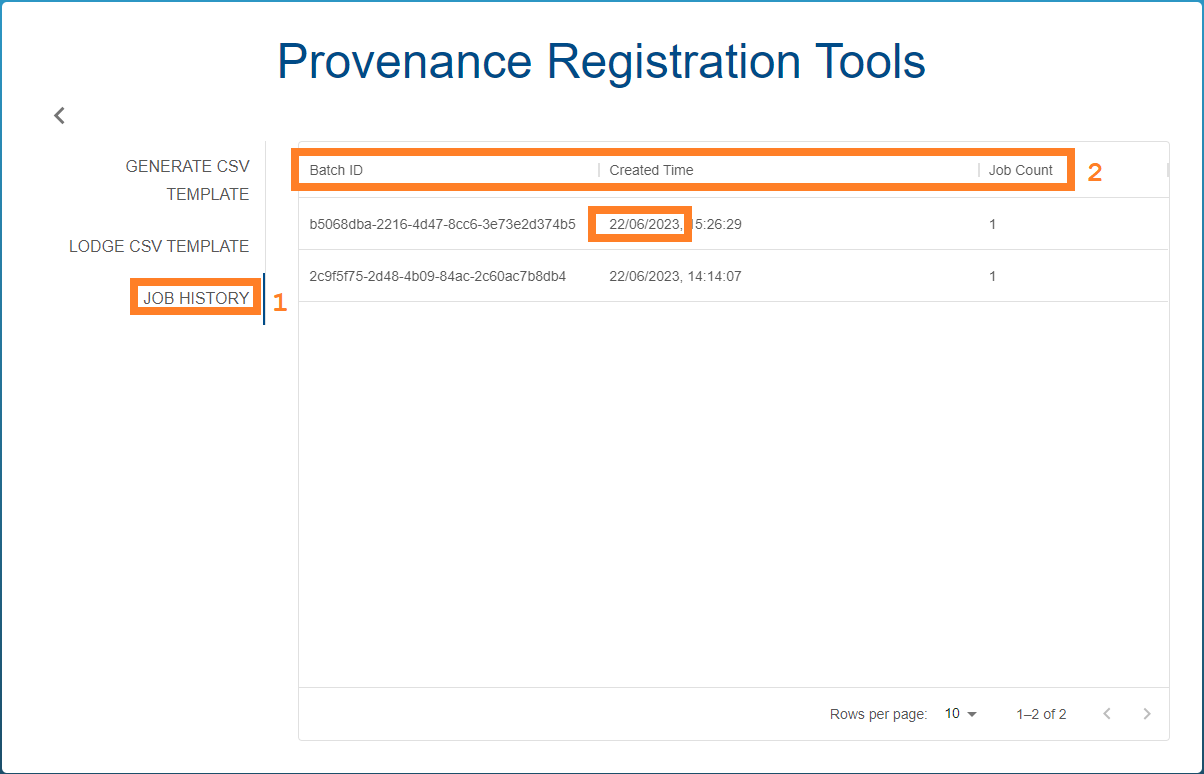 Provenance Registration Tools
GENERATE CSV
TEMPLATE
LODGE CSV TEMPLATE
JOB HISTORY
1
Batch ID Created Time Job Count
2
b5068dba-2216-4d47-8cc6-3e73e2d374b5 22/06/2023, 15:26:29 1
2c9f5f75-2d48-4b09-84ac-2c60ac7b8db4 22/06/2023, 14:14:07 1
Rows per page: 10 1–2 of 2